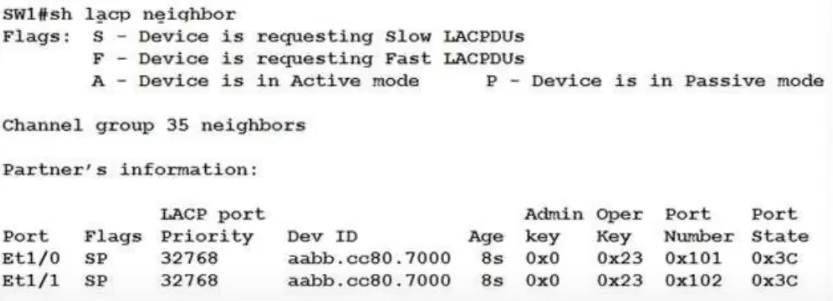 SW1#sh lacp neighbor
Flags:  S - Device is requesting Slow LACPDUs
        F - Device is requesting Fast LACPDUs
        A - Device is in Active mode       P - Device is in Passive mode
Channel group 35 neighbors
Partner's information:
                  LACP port                        Admin  Oper   Port     Port
Port      Flags   Priority  Dev ID          Age    key    Key    Number   State
Et1/0     SP      32768     aabb.cc80.7000   8s    0x0    0x23   0x101    0x3C
Et1/1     SP      32768     aabb.cc80.7000   8s    0x0    0x23   0x102    0x3C